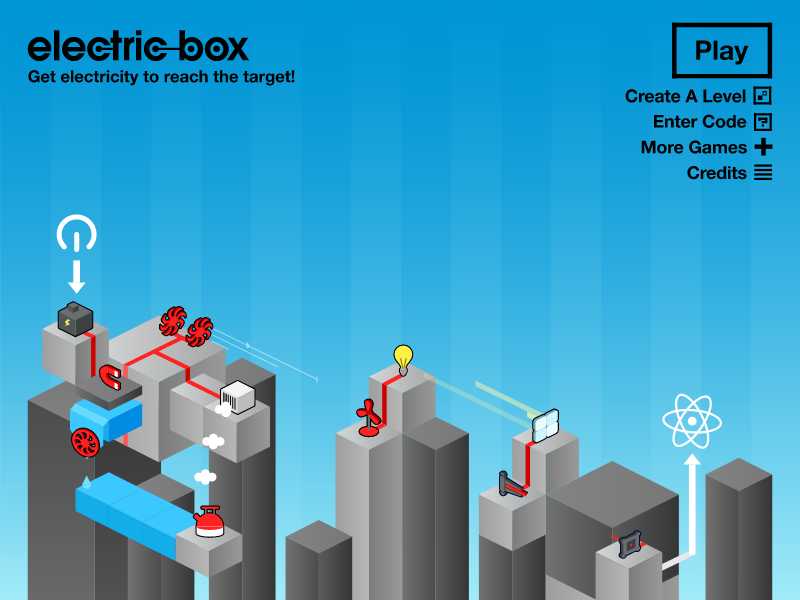 electric box
Get electricity to reach the target!
Play
Create A Level
Enter Code
More Games
Credits